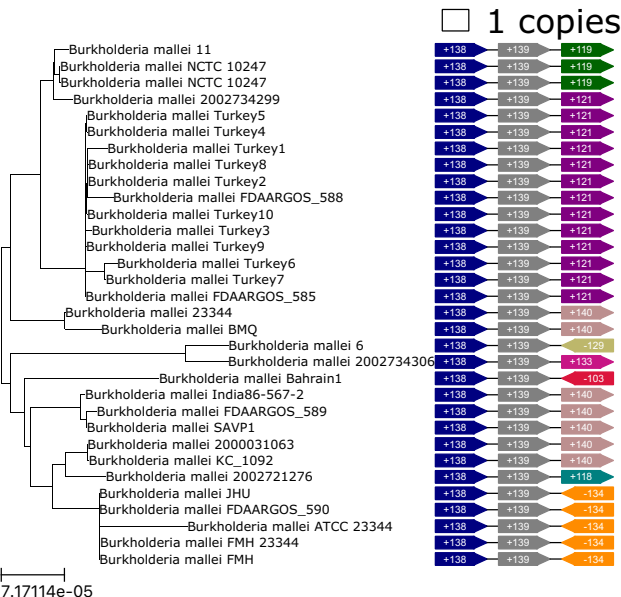 1 copies
Burkholderia mallei 11 +138 +139 +119
Burkholderia mallei NCTC 10247 +138 +139 +119
Burkholderia mallei NCTC 10247 +138 +139 +119
Burkholderia mallei 2002734299 +138 +139 +121
Burkholderia mallei Turkey5 +138 +139 +121
Burkholderia mallei Turkey4 +138 +139 +121
Burkholderia mallei Turkey1 +138 +139 +121
Burkholderia mallei Turkey8 +138 +139 +121
Burkholderia mallei Turkey2 +138 +139 +121
Burkholderia mallei FDAARGOS_588 +138 +139 +121
Burkholderia mallei Turkey10 +138 +139 +121
Burkholderia mallei Turkey3 +138 +139 +121
Burkholderia mallei Turkey9 +138 +139 +121
Burkholderia mallei Turkey6 +138 +139 +121
Burkholderia mallei Turkey7 +138 +139 +121
Burkholderia mallei FDAARGOS_585 +138 +139 +121
Burkholderia mallei 23344 +138 +139 +140
Burkholderia mallei BMQ +138 +139 +140
Burkholderia mallei 6 +138 +139 -129
Burkholderia mallei 2002734306 +138 +139 +133
Burkholderia mallei Bahrain1 +138 +139 -103
Burkholderia mallei India86-567-2 +138 +139 +140
Burkholderia mallei FDAARGOS_589 +138 +139 +140
Burkholderia mallei SAVP1 +138 +139 +140
Burkholderia mallei 2000031063 +138 +139 +140
Burkholderia mallei KC_1092 +138 +139 +140
Burkholderia mallei 2002721276 +138 +139 +118
Burkholderia mallei JHU +138 +139 -134
Burkholderia mallei FDAARGOS_590 +138 +139 -134
Burkholderia mallei ATCC 23344 +138 +139 -134
Burkholderia mallei FMH 23344 +138 +139 -134
Burkholderia mallei FMH +138 +139 -134
7.17114e-05